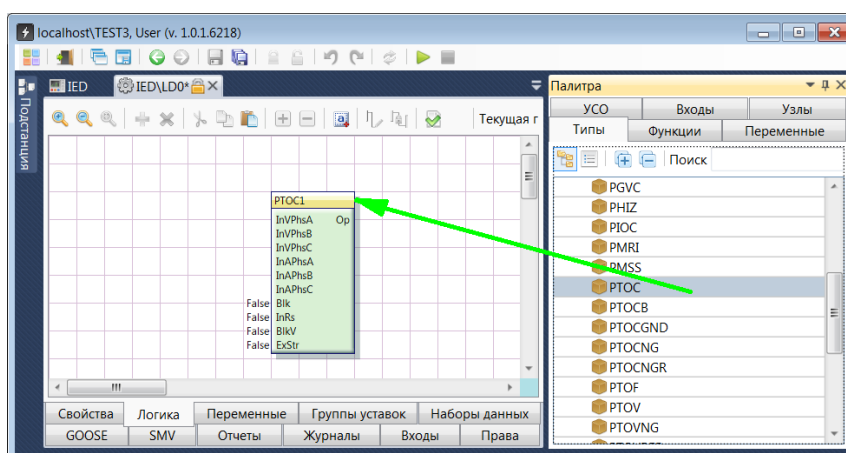 localhost\TEST3, User (v. 1.0.1.6218)
Подстанция
IED
IED\LD0*
Текущая г
PTOC1
InVPhsA Op
InVPhsB
InVPhsC
InAPhsA
InAPhsB
InAPhsC
False Blk
False InRs
False BlkV
False ExStr
Свойства Логика Переменные Группы уставок Наборы данных
GOOSE SMV Отчеты Журналы Входы Права
Палитра
УСО Входы Узлы
Типы Функции Переменные
Поиск
PGVC
PHIZ
PIOC
PMRI
PMSS
PTOC
PTOCB
PTOCGND
PTOCNG
PTOCNGR
PTOF
PTOV
PTOVNG